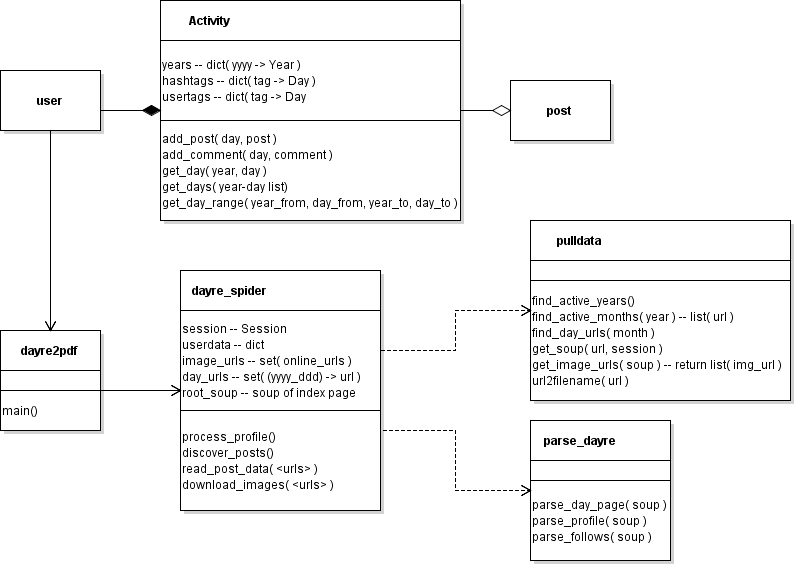 Activity
years -- dict( yyyy -> Year )
hashtags -- dict( tag -> Day )
usertags -- dict( tag -> Day
add_post( day, post )
add_comment( day, comment )
get_day( year, day )
get_days( year-day list)
get_day_range( year_from, day_from, year_to, day_to )
user
post
pulldata
find_active_years()
find_active_months( year ) -- list( url )
find_day_urls( month )
get_soup( url, session )
get_image_urls( soup ) -- return list( img_url )
url2filename( url )
dayre_spider
session -- Session
userdata -- dict
image_urls -- set( online_urls )
day_urls -- set( (yyyy_ddd) -> url )
root_soup -- soup of index page
process_profile()
discover_posts()
read_post_data( <urls> )
download_images( <urls> )
dayre2pdf
main()
parse_dayre
parse_day_page( soup )
parse_profile( soup )
parse_follows( soup )